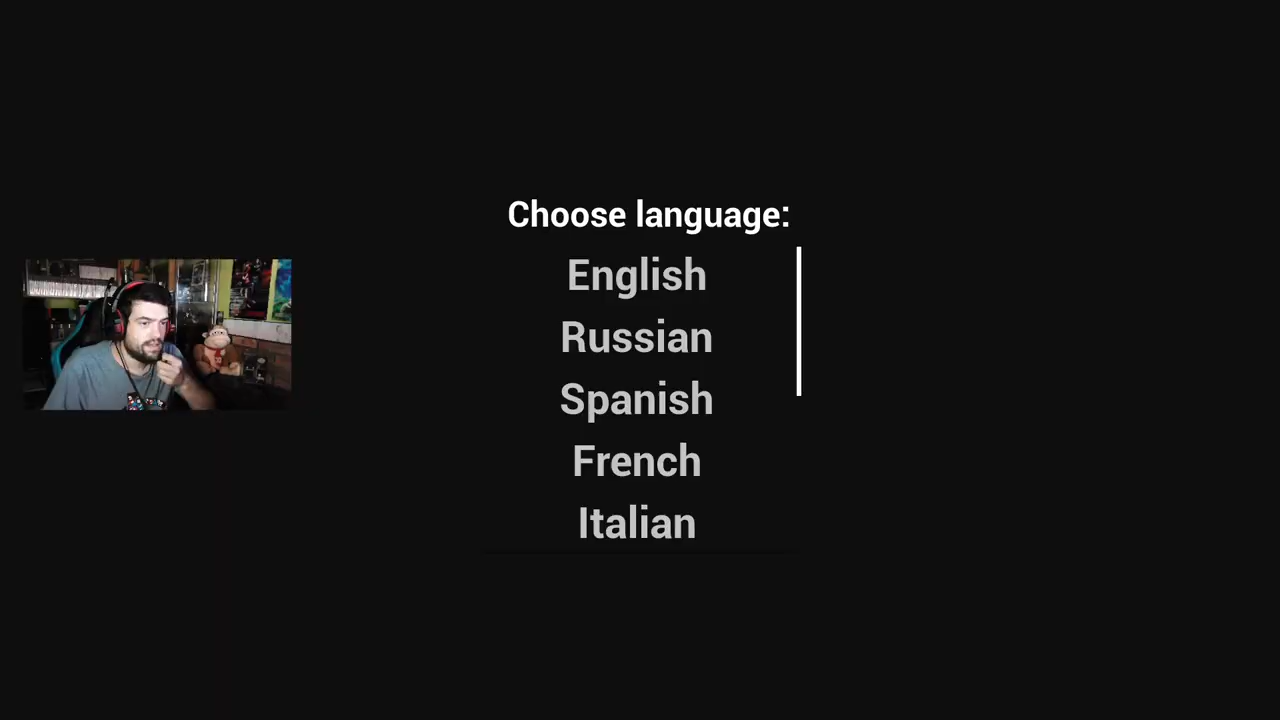 Choose language:
English
Russian
Spanish
French
Italian